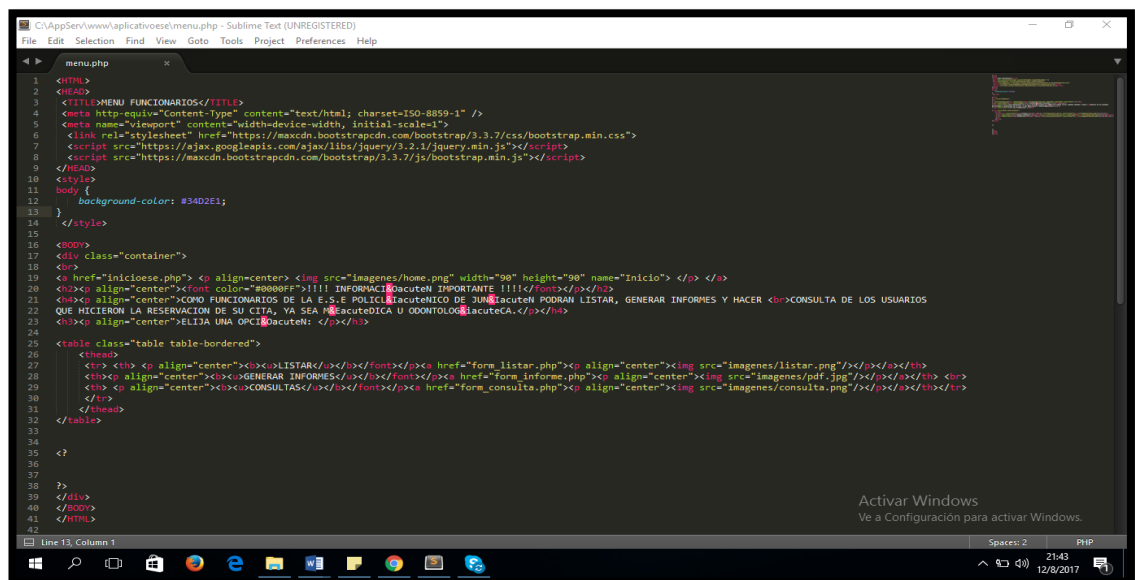 C:\AppServ\www\aplicativoese\menu.php - Sublime Text (UNREGISTERED)
File Edit Selection Find View Goto Tools Project Preferences Help
menu.php ×
1 <HTML>
2 <HEAD>
3 <TITLE>MENU FUNCIONARIOS</TITLE>
4 <meta http-equiv="Content-Type" content="text/html; charset=ISO-8859-1" />
5 <meta name="viewport" content="width=device-width, initial-scale=1">
6 <link rel="stylesheet" href="https://maxcdn.bootstrapcdn.com/bootstrap/3.3.7/css/bootstrap.min.css">
7 <script src="https://ajax.googleapis.com/ajax/libs/jquery/3.2.1/jquery.min.js"></script>
8 <script src="https://maxcdn.bootstrapcdn.com/bootstrap/3.3.7/js/bootstrap.min.js"></script>
9 </HEAD>
10 <style>
11 body {
12 background-color: #34D2E1;
13 }
14 </style>
15
16 <BODY>
17 <div class="container">
18 <br>
19 <a href="inicioese.php"> <p align=center> <img src="imagenes/home.png" width="90" height="90" name="Inicio"> </p> </a>
20 <h2><p align="center"><font color="#0000FF">!!!! INFORMACI&OacuteN IMPORTANTE !!!!</font></p></h2>
21 <h4><p align="center">COMO FUNCIONARIOS DE LA E.S.E POLICL&IacuteNICO DE JUN&IacuteN PODRAN LISTAR, GENERAR INFORMES Y HACER <br>CONSULTA DE LOS USUARIOS
22 QUE HICIERON LA RESERVACION DE SU CITA, YA SEA M&EacuteDICA U ODONTOLOG&iacuteCA.</p></h4>
23 <h3><p align="center">ELIJA UNA OPCI&OacuteN: </p></h3>
24
25 <table class="table table-bordered">
26 <thead>
27 <tr> <th> <p align="center"><b><u>LISTAR</u></b></font></p><a href="form_listar.php"><p align="center"><img src="imagenes/listar.png"/></p></a></th>
28 <th><p align="center"><b><u>GENERAR INFORMES</u></b></font></p><a href="form_informe.php"><p align="center"><img src="imagenes/pdf.jpg"/></p></a></th> <br>
29 <th> <p align="center"><b><u>CONSULTAS</u></b></font></p><a href="form_consulta.php"><p align="center"><img src="imagenes/consulta.png"/></p></a></th></tr>
30 </tr>
31 </thead>
32 </table>
33
34
35 <?
36
37
38 ?>
39 </div>
40 </BODY>
41 </HTML>
42
Activar Windows
Ve a Configuración para activar Windows.
Line 13, Column 1 Spaces: 2 PHP
21:43
12/8/2017